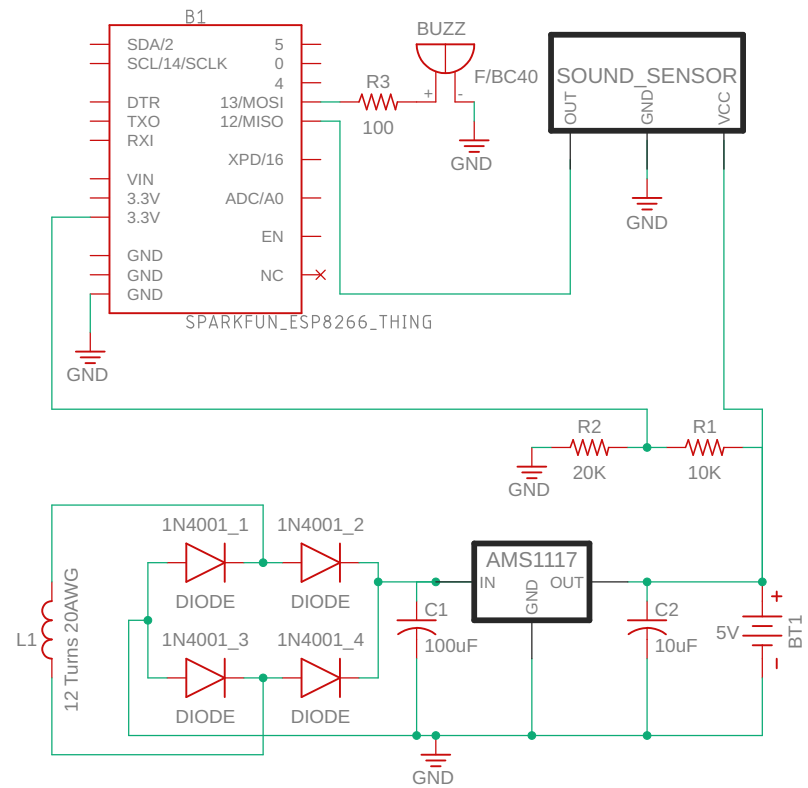 B1
SDA/2
SCL/14/SCLK
DTR
TXO
RXI
VIN
3.3V
3.3V
GND
GND
GND
5
0
4
13/MOSI
12/MISO
XPD/16
ADC/A0
EN
NC
SPARKFUN_ESP8266_THING
GND
R3
100
BUZZ
F/BC40
+ -
GND
SOUND_SENSOR
OUT
GND
VCC
GND
R2
20K
GND
R1
10K
L1
12 Turns 20AWG
1N4001_1
DIODE
1N4001_2
DIODE
1N4001_3
DIODE
1N4001_4
DIODE
C1
100uF
AMS1117
IN
GND
OUT
C2
10uF
5V
+
-
BT1
GND